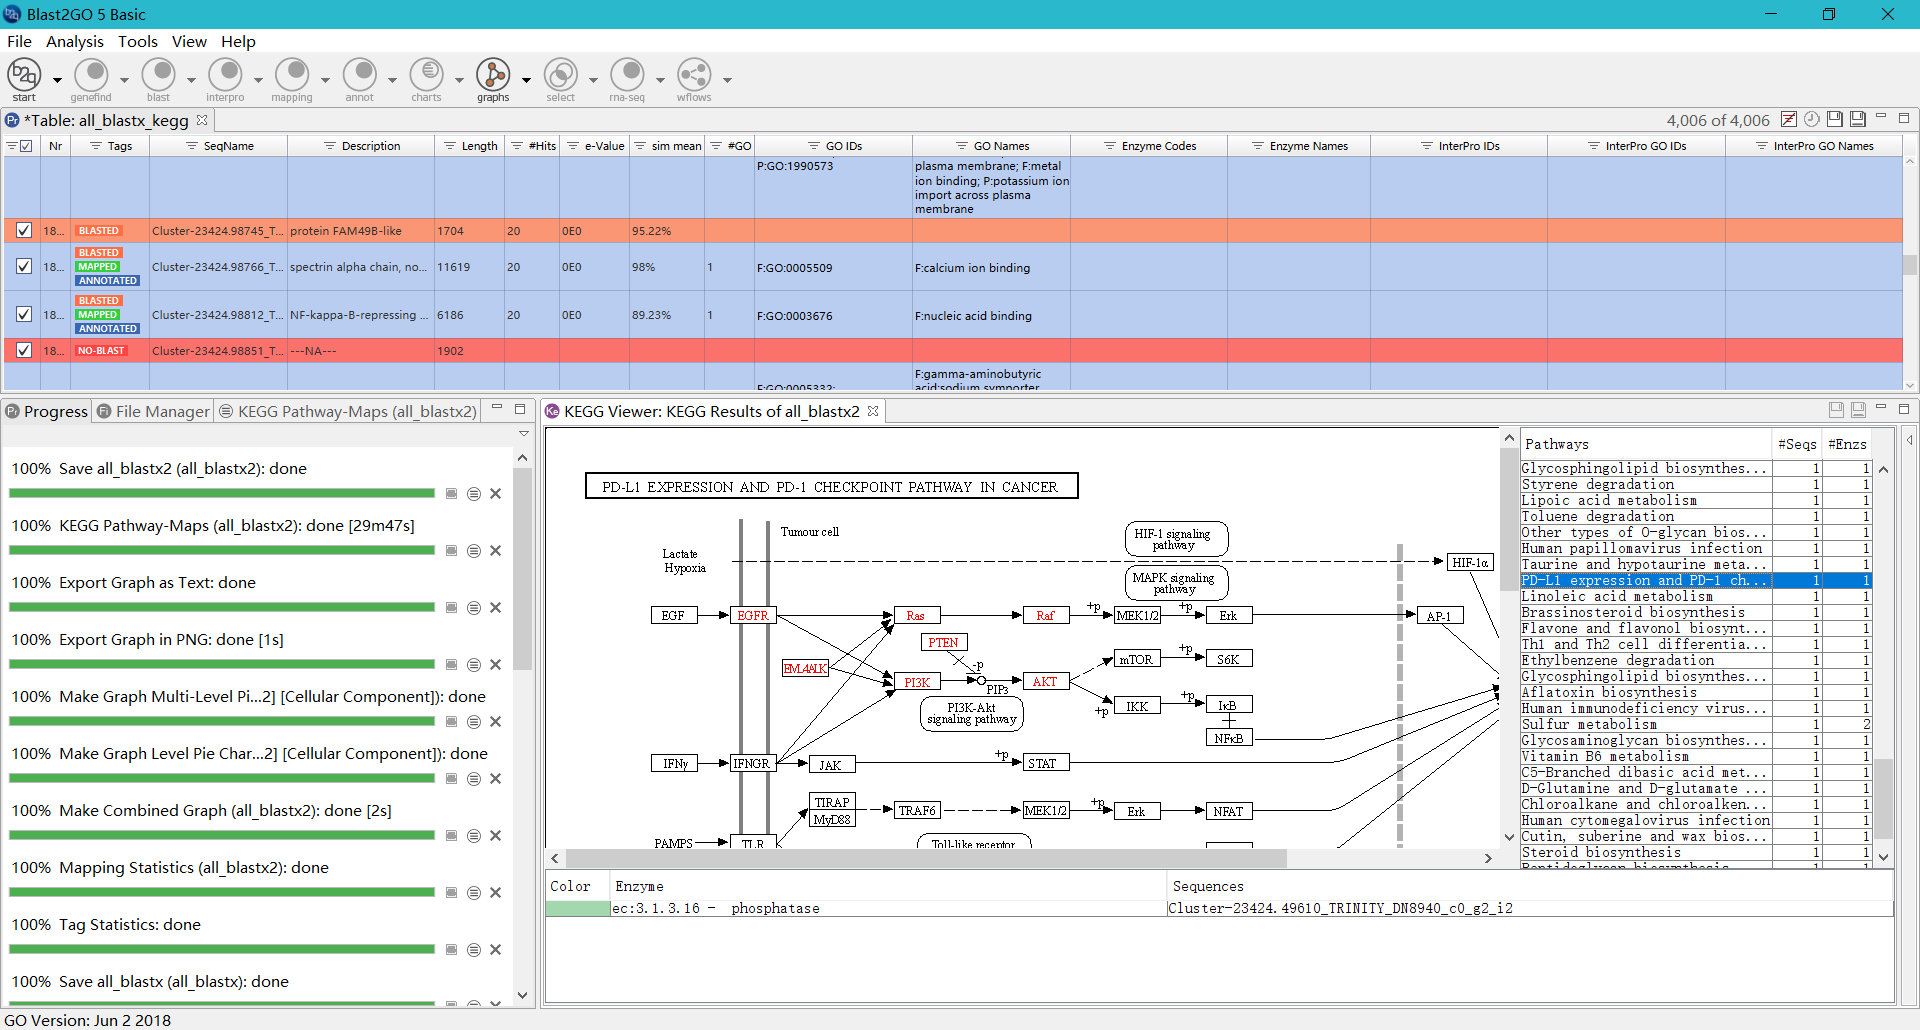 Blast2GO 5 Basic
File Analysis Tools View Help
b2g
start genefind blast interpro mapping annot charts graphs select rna-seq wflows
Pr *Table: all_blastx_kegg
4,006 of 4,006
Nr Tags SeqName Description Length #Hits e-Value sim mean #GO GO IDs GO Names Enzyme Codes Enzyme Names InterPro IDs InterPro GO IDs InterPro GO Names
P:GO:1990573 plasma membrane; F:metal
ion binding; P:potassium ion
import across plasma
membrane
18... BLASTED Cluster-23424.98745_T... protein FAM49B-like 1704 20 0E0 95.22%
BLASTED
18... MAPPED Cluster-23424.98766_T... spectrin alpha chain, no... 11619 20 0E0 98% 1 F:GO:0005509 F:calcium ion binding
ANNOTATED
BLASTED
18... MAPPED Cluster-23424.98812_T... NF-kappa-B-repressing ... 6186 20 0E0 89.23% 1 F:GO:0003676 F:nucleic acid binding
ANNOTATED
18... NO-BLAST Cluster-23424.98851_T... ---NA--- 1902
F:gamma-aminobutyric
F:GO:0005332; acid:sodium symporter
Pr Progress Fi File Manager KEGG Pathway-Maps (all_blastx2)
100% Save all_blastx2 (all_blastx2): done
100% KEGG Pathway-Maps (all_blastx2): done [29m47s]
100% Export Graph as Text: done
100% Export Graph in PNG: done [1s]
100% Make Graph Multi-Level Pi...2] [Cellular Component]): done
100% Make Graph Level Pie Char...2] [Cellular Component]): done
100% Make Combined Graph (all_blastx2): done [2s]
100% Mapping Statistics (all_blastx2): done
100% Tag Statistics: done
100% Save all_blastx (all_blastx): done
Ke KEGG Viewer: KEGG Results of all_blastx2
PD-L1 EXPRESSION AND PD-1 CHECKPOINT PATHWAY IN CANCER
Tumour cell
HIF-1 signaling
pathway
Lactate
Hypoxia
HIF-1α
MAPK signaling
pathway
EGF EGFR Ras Raf +p MEK1/2 +p Erk AP-1
PTEN
EML4ALK -p mTOR +p S6K
PI3K PIP3 AKT
PI3K-Akt
signaling pathway
+p IKK +p IκB
NFκB
IFNγ IFNGR JAK +p STAT
TIRAP
MyD88 TRAF6 MEK1/2 +p Erk NFAT
PAMPS TLR Toll-like receptor
Pathways #Seqs #Enzs
Glycosphingolipid biosynthes... 1 1
Styrene degradation 1 1
Lipoic acid metabolism 1 1
Toluene degradation 1 1
Other types of O-glycan bios... 1 1
Human papillomavirus infection 1 1
Taurine and hypotaurine meta... 1 1
PD-L1 expression and PD-1 ch... 1 1
Linoleic acid metabolism 1 1
Brassinosteroid biosynthesis 1 1
Flavone and flavonol biosynt... 1 1
Th1 and Th2 cell differentia... 1 1
Ethylbenzene degradation 1 1
Glycosphingolipid biosynthes... 1 1
Aflatoxin biosynthesis 1 1
Human immunodeficiency virus... 1 1
Sulfur metabolism 1 2
Glycosaminoglycan biosynthes... 1 1
Vitamin B6 metabolism 1 1
C5-Branched dibasic acid met... 1 1
D-Glutamine and D-glutamate ... 1 1
Chloroalkane and chloroalken... 1 1
Human cytomegalovirus infection 1 1
Cutin, suberine and wax bios... 1 1
Steroid biosynthesis 1 1
Peptidoglycan biosynthesis 1 1
Color Enzyme Sequences
ec:3.1.3.16 - phosphatase Cluster-23424.49610_TRINITY_DN8940_c0_g2_i2
GO Version: Jun 2 2018